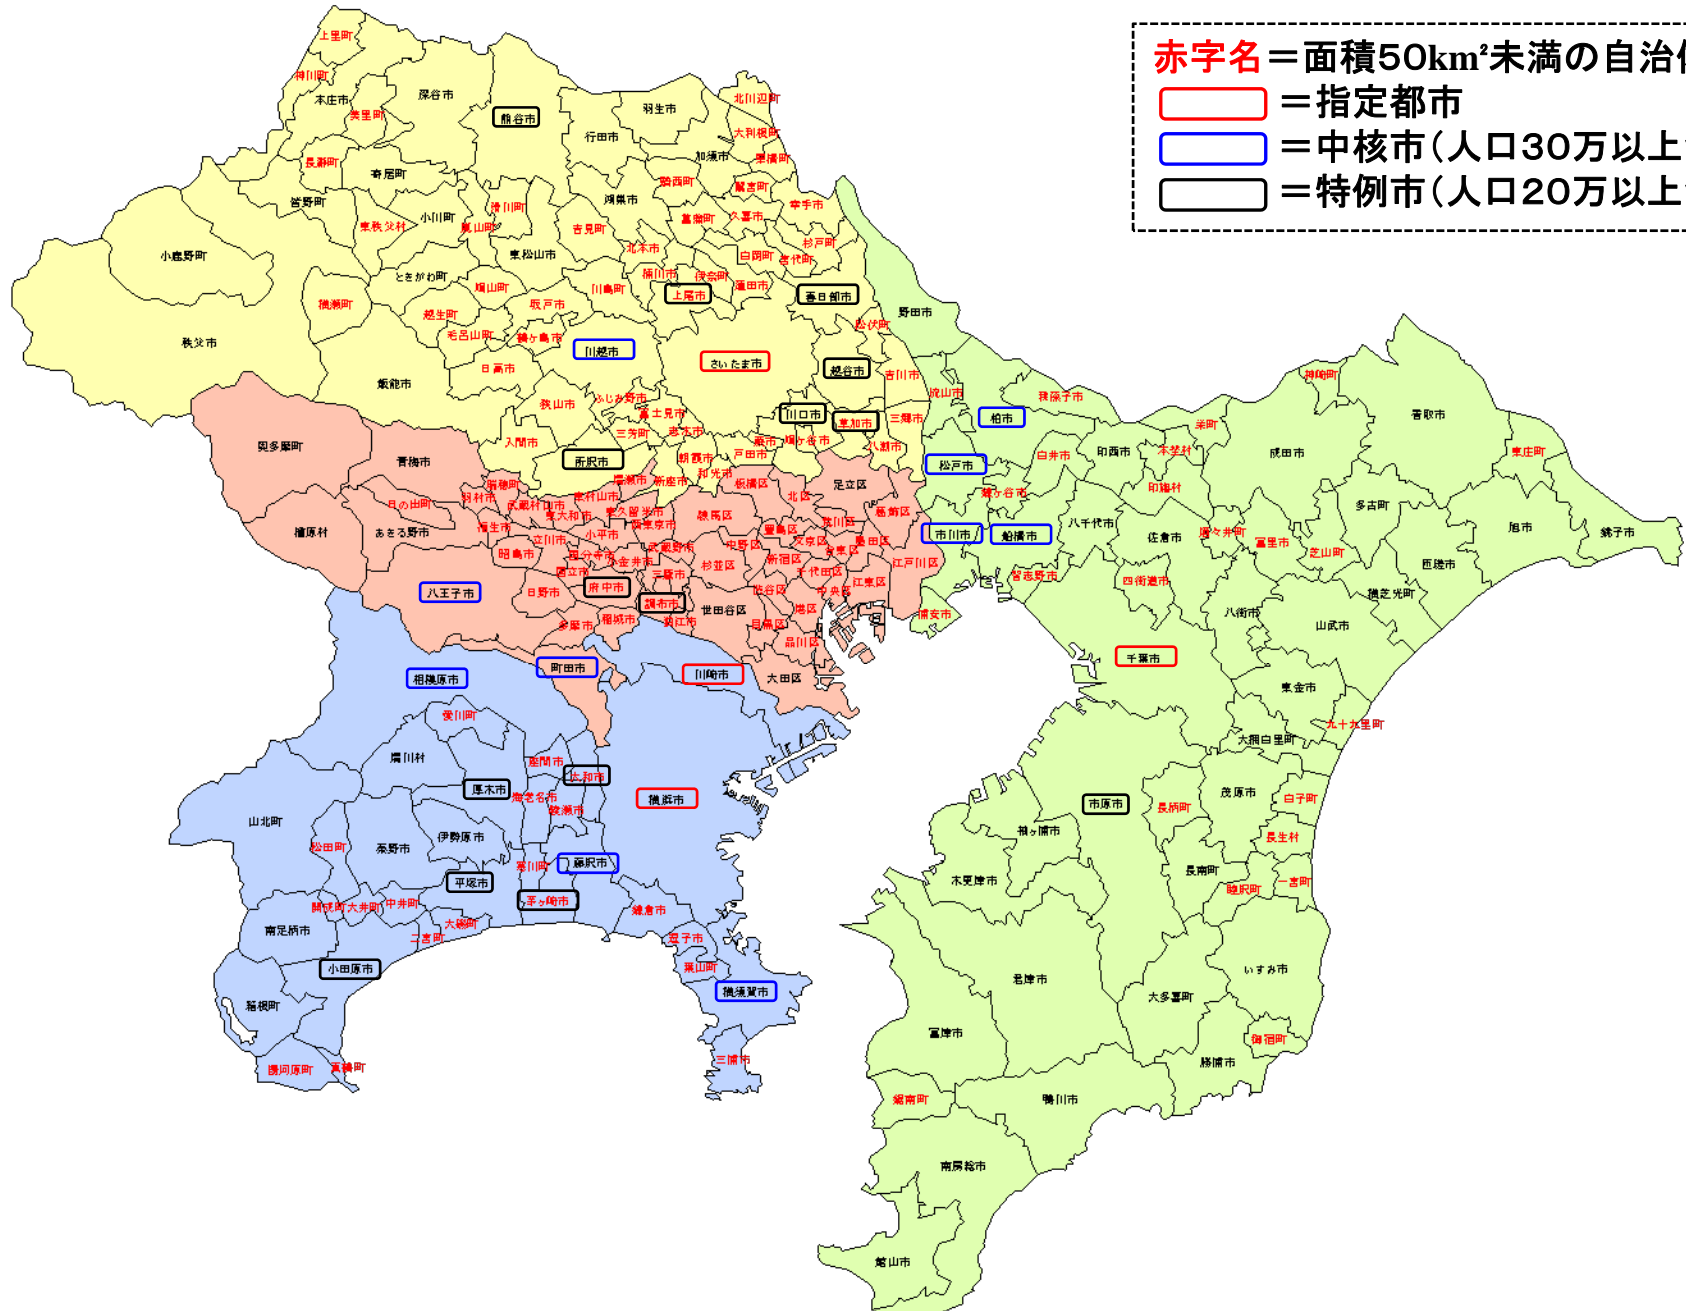 赤字名＝面積50km²未満の自治
＝指定都市
＝中核市(人口30万以上
＝特例市(人口20万以上
上里町
神川町
本庄市
美里町
深谷市
熊谷市
羽生市
行田市
北川辺町
大利根町
加須市
栗橋町
長瀞町
寄居町
騎西町
鷲宮町
皆野町
小川町
滑川町
鴻巣市
菖蒲町
久喜市
幸手市
東秩父村
嵐山町
吉見町
東松山市
北本市
杉戸町
白岡町
宮代町
小鹿野町
ときがわ町
鳩山町
川島町
桶川市
伊奈町
蓮田市
上尾市
春日部市
横瀬町
越生町
坂戸市
毛呂山町
鶴ヶ島市
川越市
さいたま市
松伏町
越谷市
秩父市
飯能市
日高市
狭山市
ふじみ野市
富士見市
川口市
草加市
吉川市
三郷市
入間市
三芳町
志木市
蕨市
鳩ヶ谷市
八潮市
所沢市
朝霞市
戸田市
和光市
新座市
奥多摩町
青梅市
瑞穂町
清瀬市
板橋区
北区
足立区
日の出町
羽村市
武蔵村山市
東村山市
東久留米市
東大和市
西東京市
練馬区
豊島区
荒川区
葛飾区
檜原村
あきる野市
福生市
立川市
小平市
武蔵野市
中野区
文京区
台東区
墨田区
昭島市
国分寺市
小金井市
杉並区
新宿区
千代田区
江戸川区
国立市
三鷹市
渋谷区
中央区
江東区
八王子市
日野市
府中市
調布市
世田谷区
港区
多摩市
稲城市
狛江市
目黒区
品川区
町田市
大田区
相模原市
川崎市
愛川町
清川村
座間市
大和市
厚木市
海老名市
綾瀬市
横浜市
山北町
松田町
秦野市
伊勢原市
寒川町
藤沢市
平塚市
開成町
大井町
中井町
茅ヶ崎市
鎌倉市
南足柄市
二宮町
大磯町
逗子市
葉山町
小田原市
横須賀市
箱根町
湯河原町
真鶴町
三浦市
野田市
流山市
柏市
我孫子市
神崎町
香取市
栄町
松戸市
白井市
印西市
本埜村
成田市
東庄町
印旛村
鎌ヶ谷市
多古町
市川市
船橋市
八千代市
佐倉市
酒々井町
富里市
芝山町
旭市
銚子市
匝瑳市
習志野市
四街道市
横芝光町
浦安市
八街市
山武市
千葉市
東金市
九十九里町
大網白里町
市原市
長柄町
茂原市
白子町
長生村
袖ヶ浦市
木更津市
長南町
睦沢町
一宮町
君津市
大多喜町
いすみ市
富津市
御宿町
勝浦市
鋸南町
鴨川市
南房総市
館山市